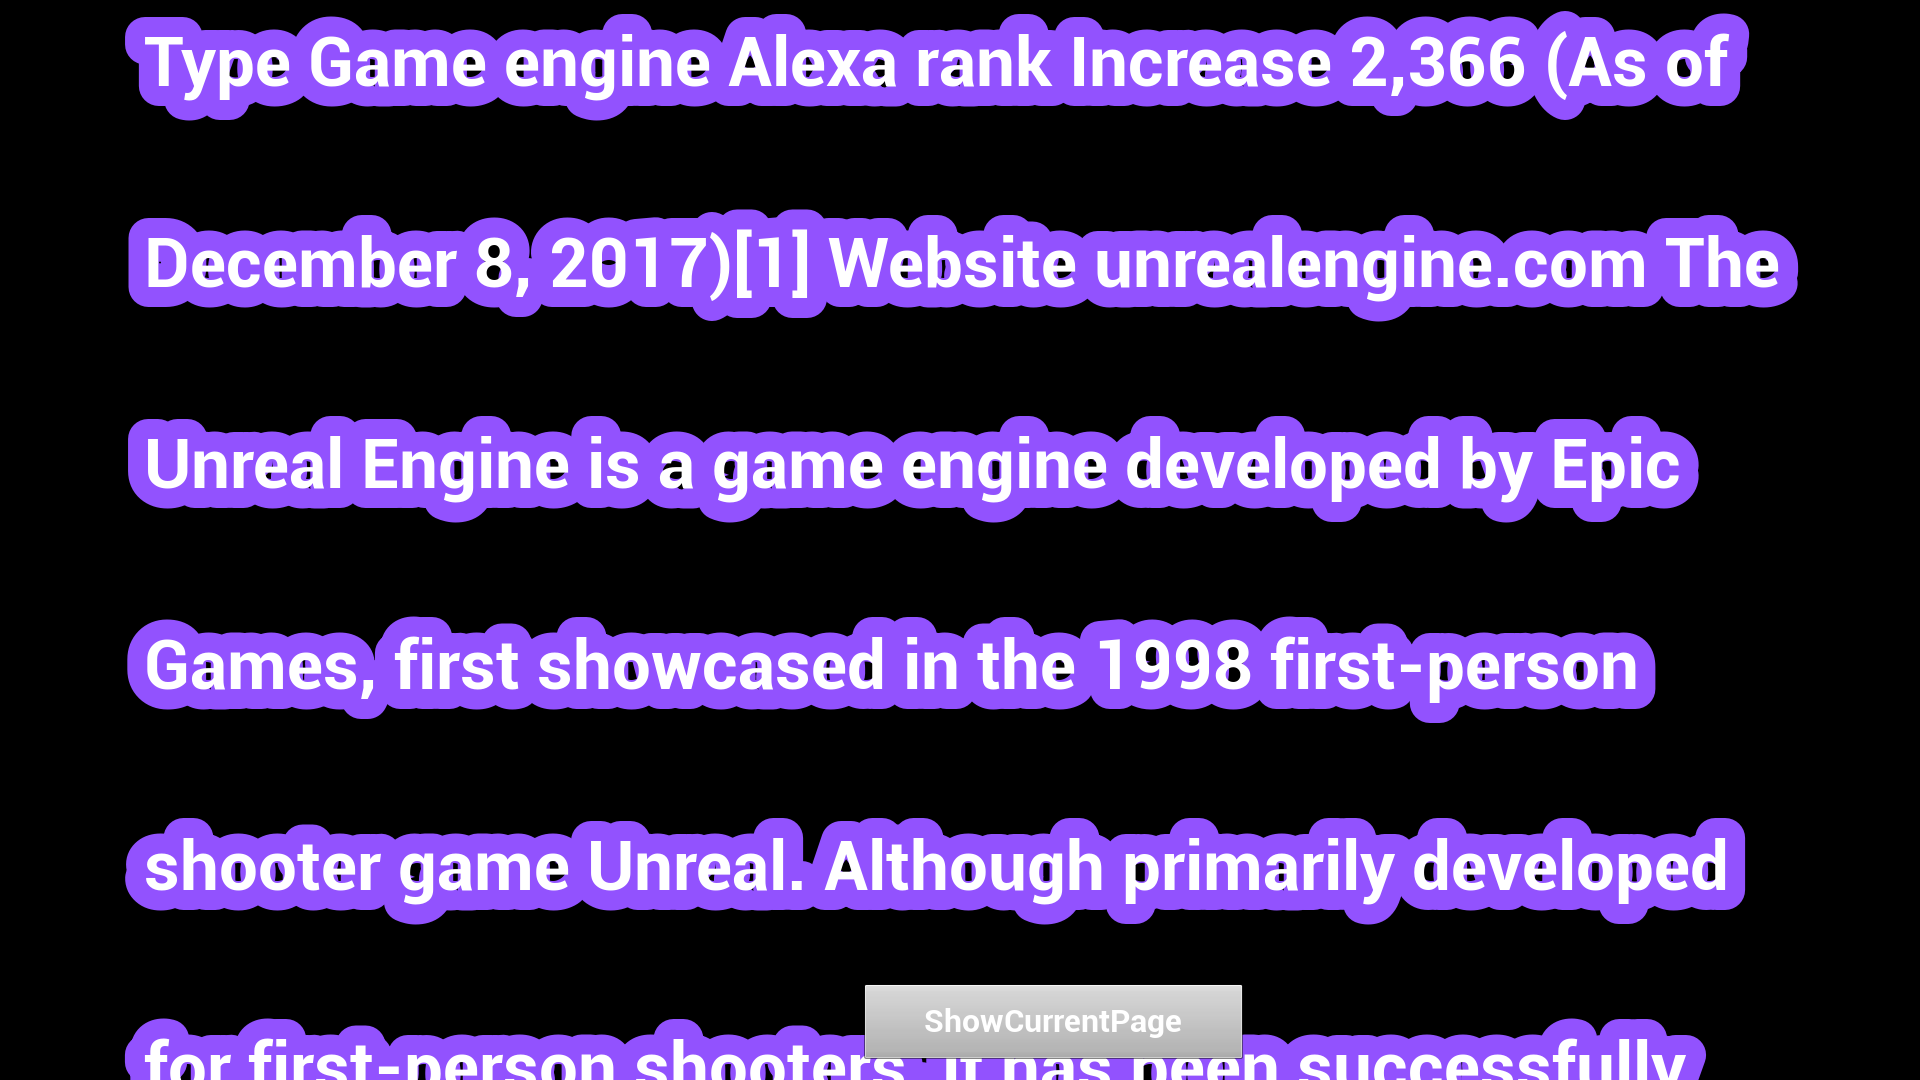 Type Game engine Alexa rank Increase 2,366 (As of
December 8, 2017)[1] Website unrealengine.com The
Unreal Engine is a game engine developed by Epic
Games, first showcased in the 1998 first-person
shooter game Unreal. Although primarily developed
for first-person shooters, it has been successfully
ShowCurrentPage